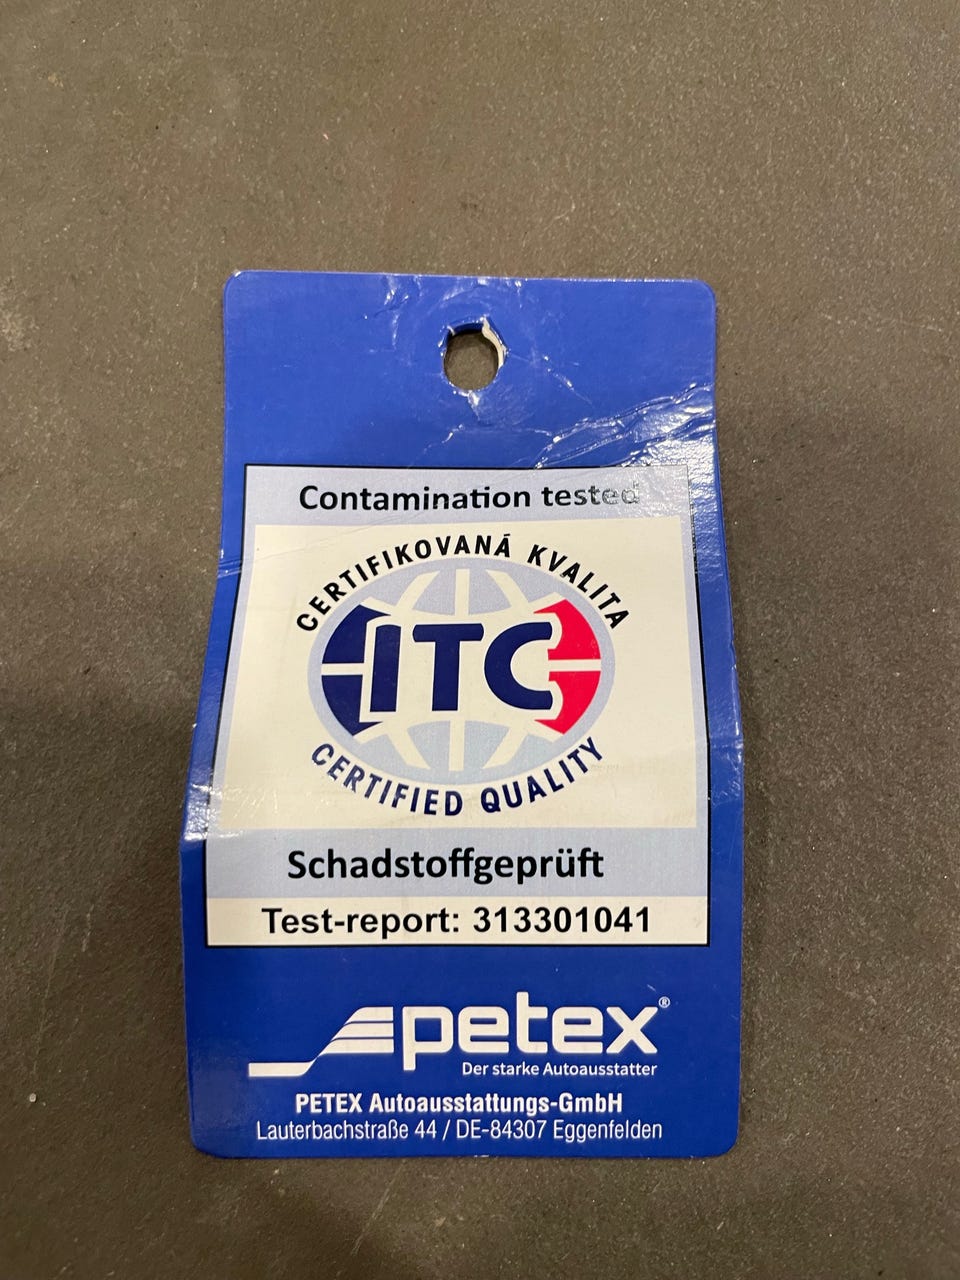 Contamination tested
CERTIFIKOVANÁ KVALITA
ITC
CERTIFIED QUALITY
Schadstoffgeprüft
Test-report: 313301041
petex®
Der starke Autoausstatter
PETEX Autoausstattungs-GmbH
Lauterbachstraße 44 / DE-84307 Eggenfelden